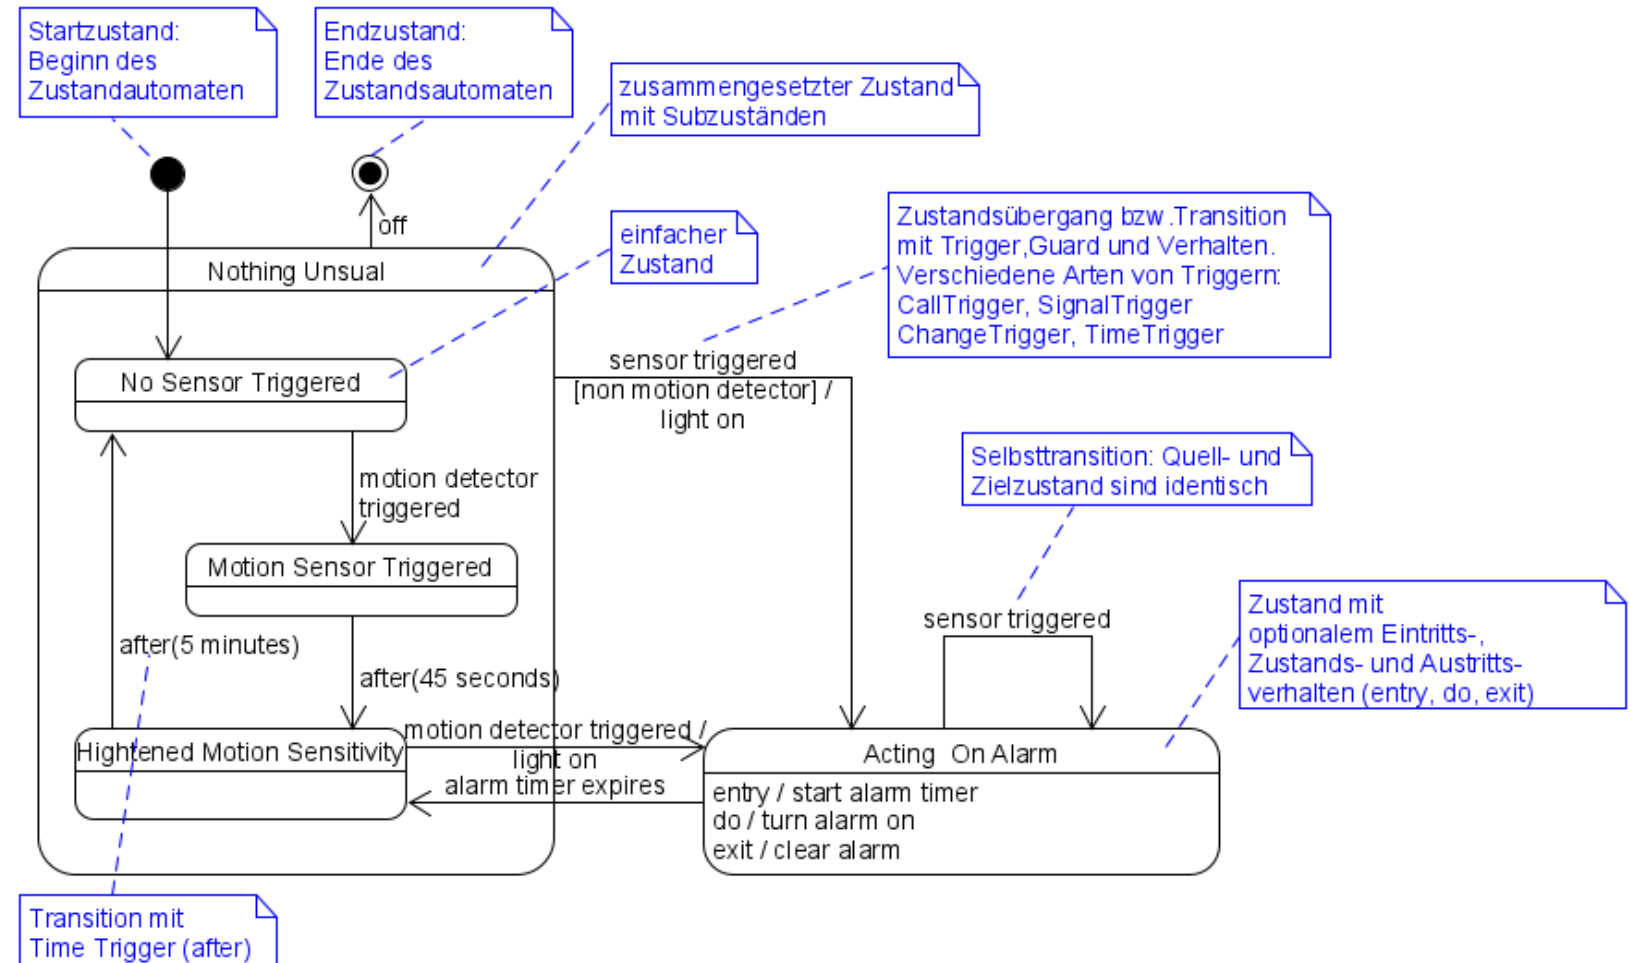 Startzustand:
Beginn des
Zustandautomaten
Endzustand:
Ende des
Zustandsautomaten
zusammengesetzter Zustand
mit Subzuständen
off
einfacher
Zustand
Zustandsübergang bzw.Transition
mit Trigger,Guard und Verhalten.
Verschiedene Arten von Triggern:
CallTrigger, SignalTrigger
ChangeTrigger, TimeTrigger
Nothing Unsual
No Sensor Triggered
sensor triggered
[non motion detector] /
light on
motion detector
triggered
Selbsttransition: Quell- und
Zielzustand sind identisch
Motion Sensor Triggered
sensor triggered
Zustand mit
optionalem Eintritts-,
Zustands- und Austritts-
verhalten (entry, do, exit)
after(5 minutes)
after(45 seconds)
Hightened Motion Sensitivity
motion detector triggered /
light on
alarm timer expires
Acting On Alarm
entry / start alarm timer
do / turn alarm on
exit / clear alarm
Transition mit
Time Trigger (after)